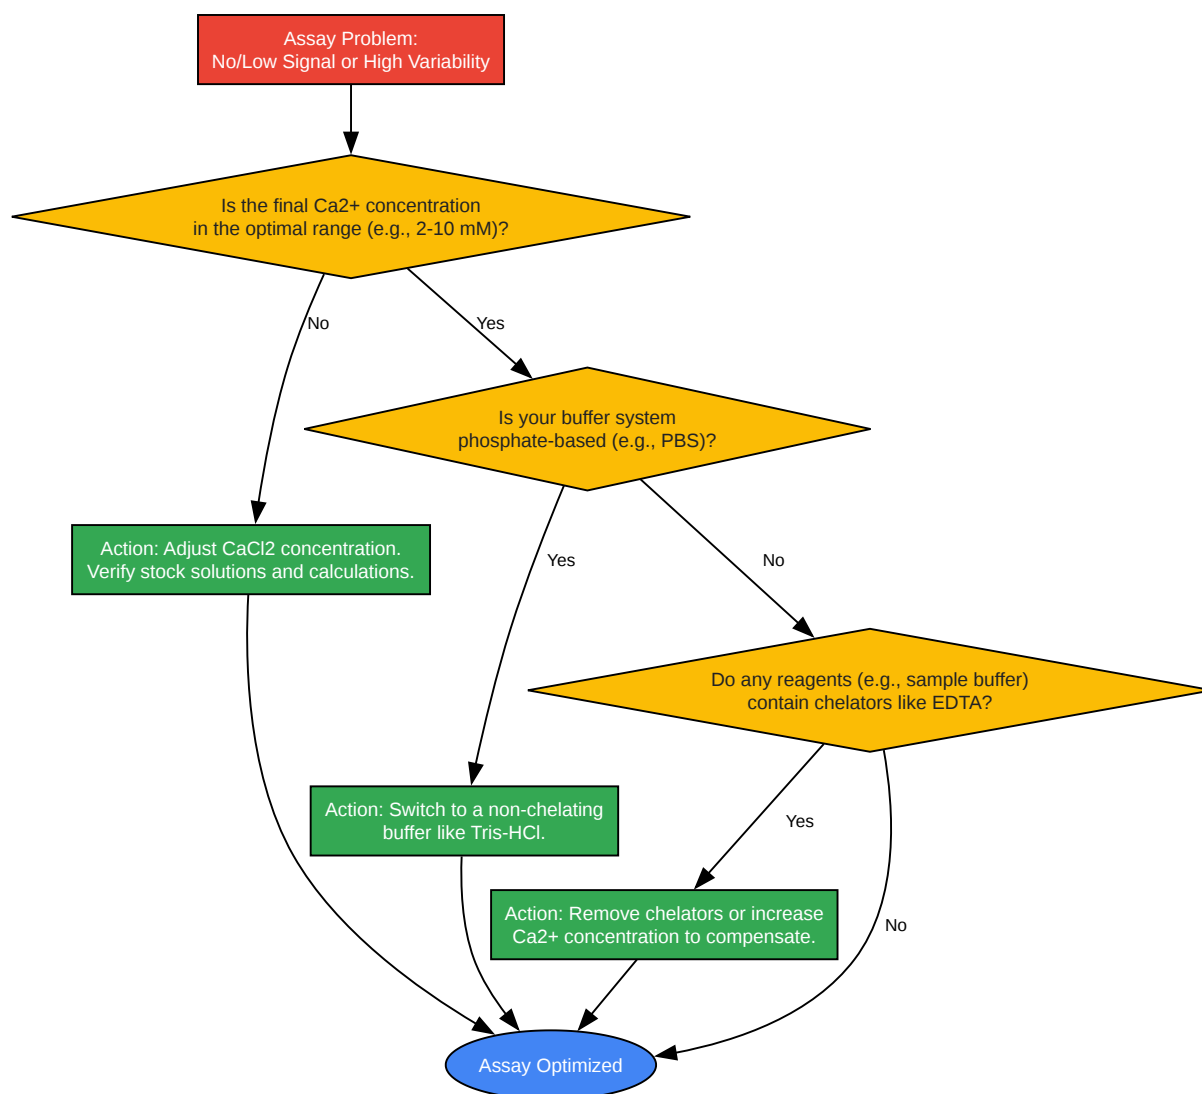 Assay Problem:
No/Low Signal or High Variability
Is the final Ca2+ concentration
in the optimal range (e.g., 2-10 mM)?
No
Yes
Is your buffer system
phosphate-based (e.g., PBS)?
Action: Adjust CaCl2 concentration.
Verify stock solutions and calculations.
Yes
No
Do any reagents (e.g., sample buffer)
contain chelators like EDTA?
Action: Switch to a non-chelating
buffer like Tris-HCl.
Yes
Action: Remove chelators or increase
Ca2+ concentration to compensate.
No
Assay Optimized